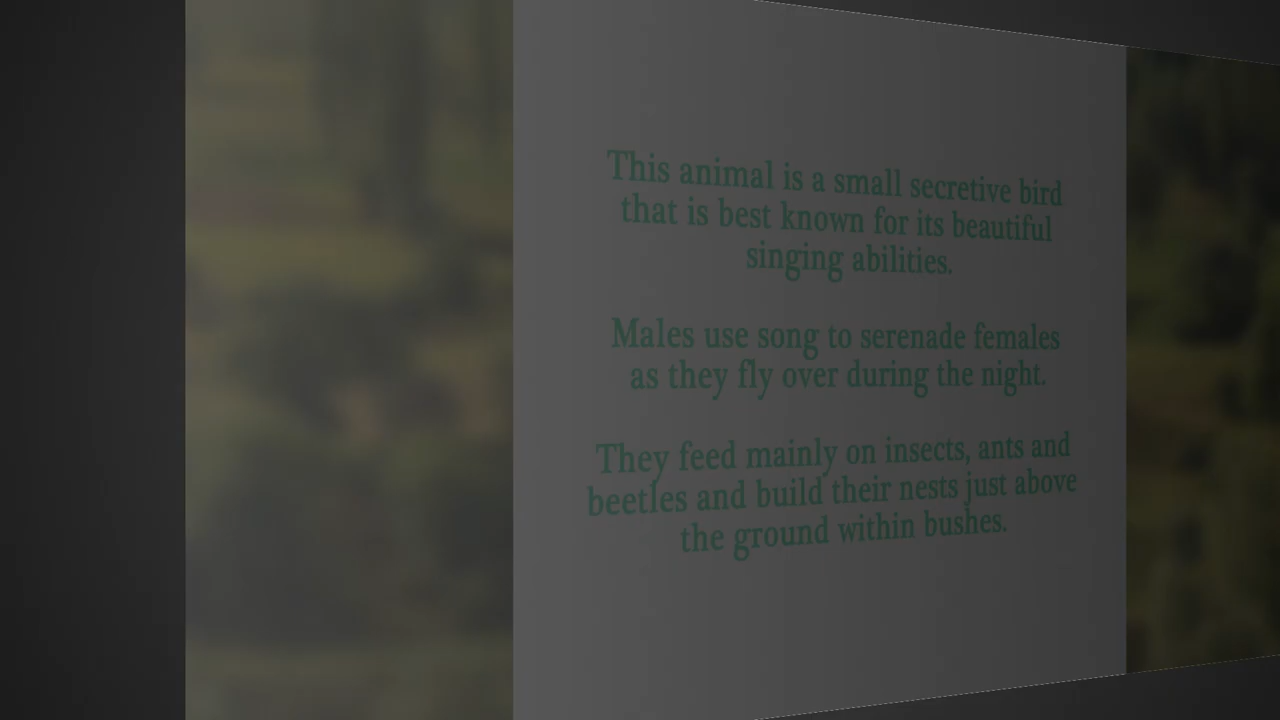 This animal is a small secretive bird
that is best known for its beautiful
singing abilities.
Males use song to serenade females
as they fly over during the night.
They feed mainly on insects, ants and
beetles and build their nests just above
the ground within bushes.